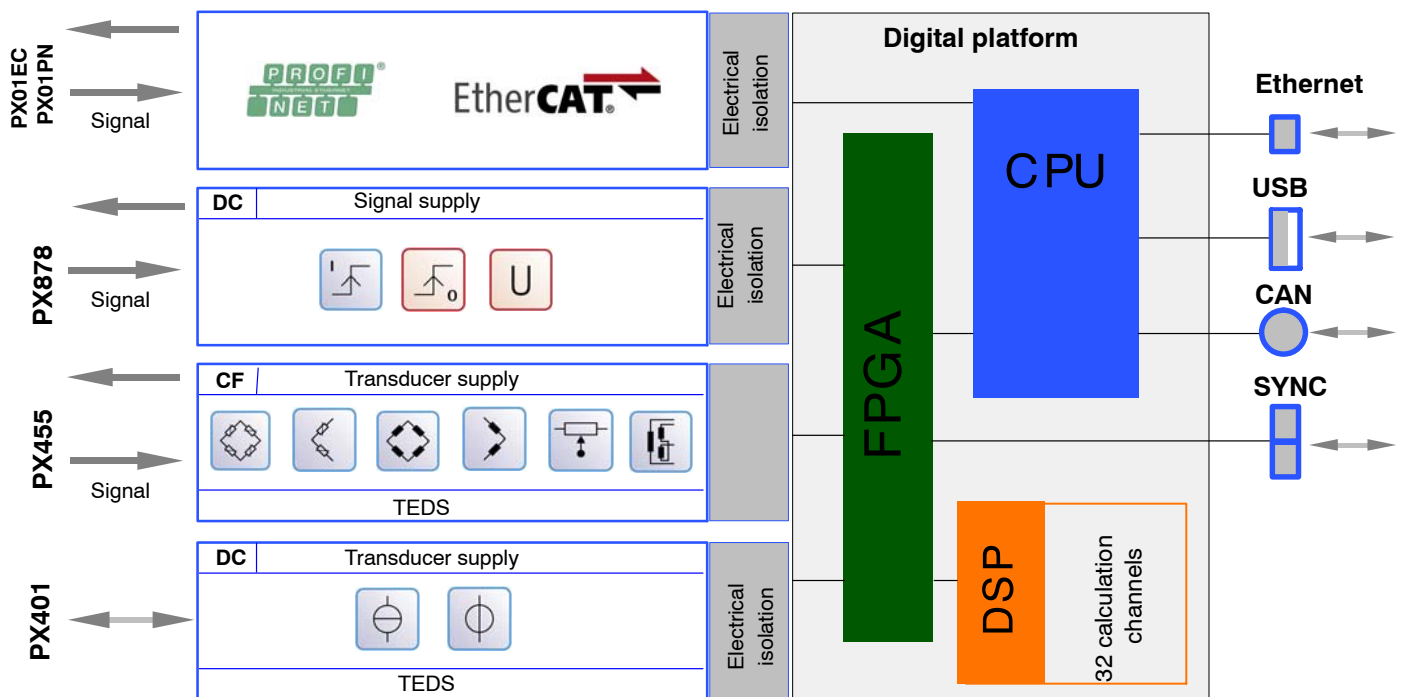 PX01EC
PX01PN
Signal
PROFI®
INDUSTRIAL ETHERNET
NET
EtherCAT®
Electrical
isolation
PX878
Signal
DC
Signal supply
I
0
U
Electrical
isolation
PX455
Signal
CF
Transducer supply
TEDS
PX401
DC
Transducer supply
TEDS
Electrical
isolation
Digital platform
CPU
FPGA
DSP
32 calculation
channels
Ethernet
USB
CAN
SYNC